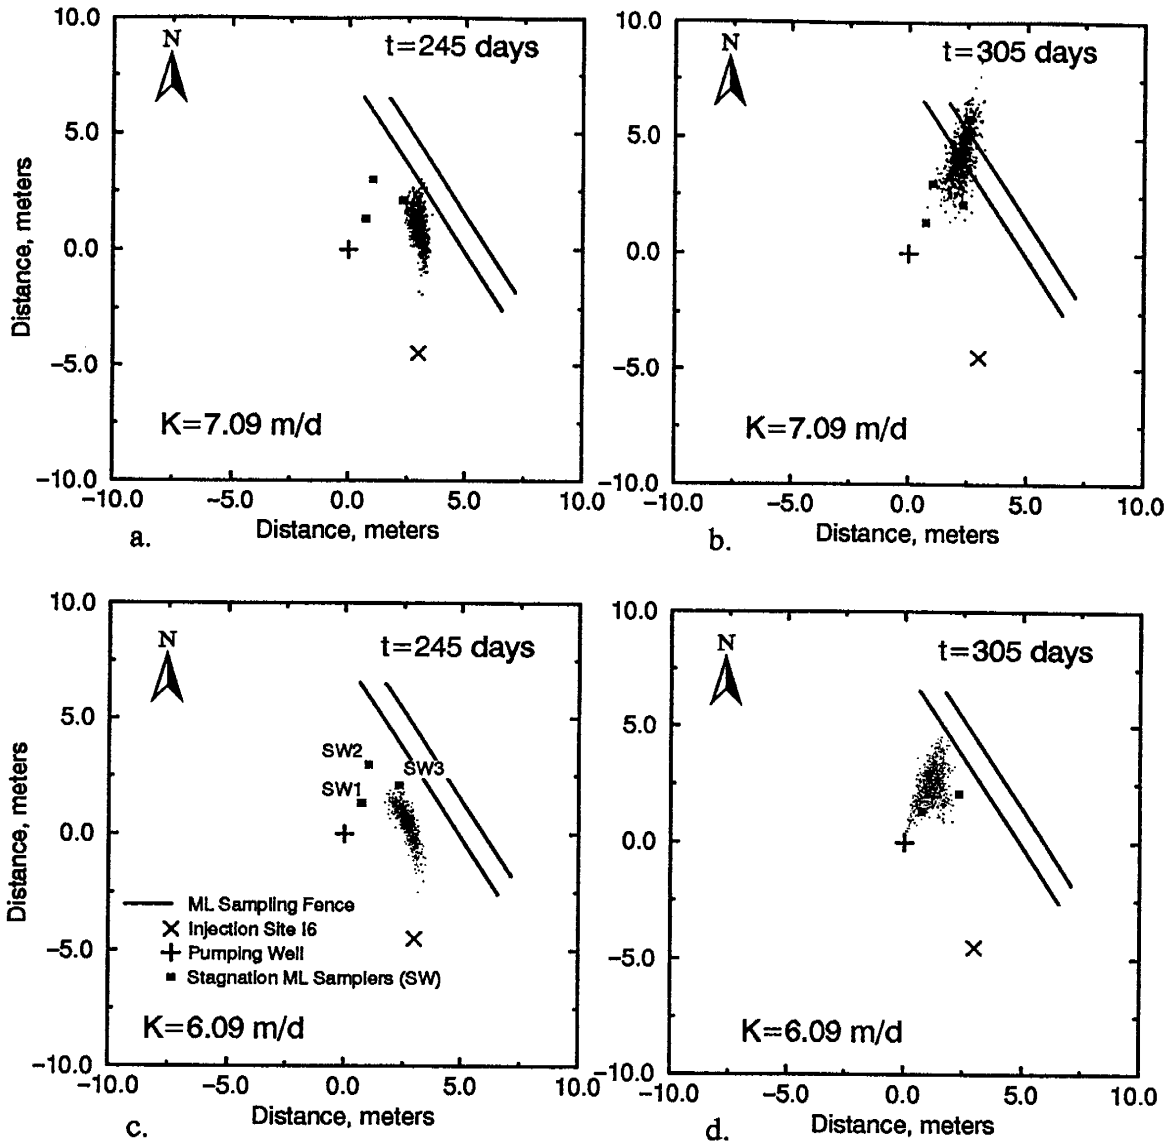 10.0
N
t=245 days
5.0
Distance, meters
0.0
−5.0
K=7.09 m/d
−10.0
−10.0 −5.0 0.0 5.0 10.0
Distance, meters
a.
10.0
N
t=305 days
5.0
0.0
−5.0
K=7.09 m/d
−10.0
−10.0 −5.0 0.0 5.0 10.0
Distance, meters
b.
10.0
N
t=245 days
5.0
SW2
SW3
SW1
Distance, meters
0.0
ML Sampling Fence
Injection Site I6
−5.0
Pumping Well
Stagnation ML Samplers (SW)
K=6.09 m/d
−10.0
−10.0 −5.0 0.0 5.0 10.0
Distance, meters
c.
10.0
N
t=305 days
5.0
0.0
−5.0
K=6.09 m/d
−10.0
−10.0 −5.0 0.0 5.0 10.0
Distance, meters
d.